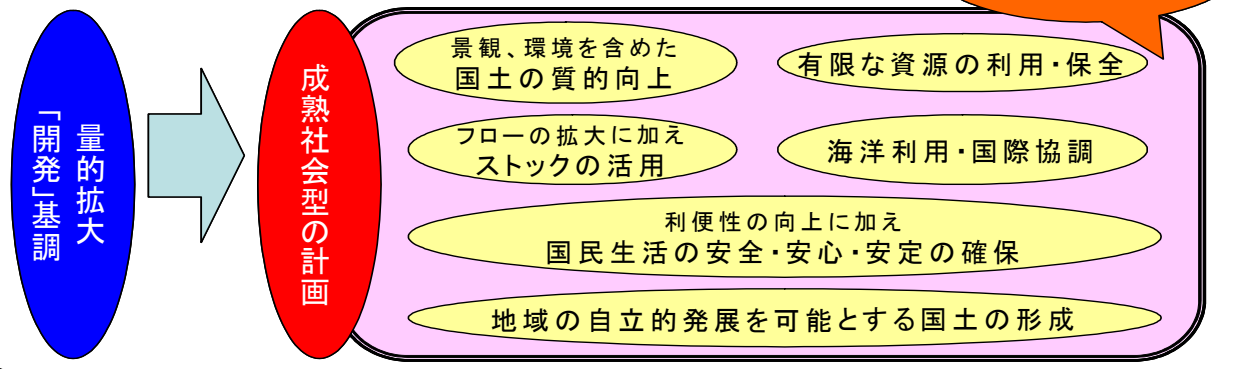 量的拡大
「開発」基調
成熟社会型の計画
景観、環境を含めた
国土の質的向上
有限な資源の利用・保全
フローの拡大に加え
ストックの活用
海洋利用・国際協調
利便性の向上に加え
国民生活の安全・安心・安定の確保
地域の自立的発展を可能とする国土の形成